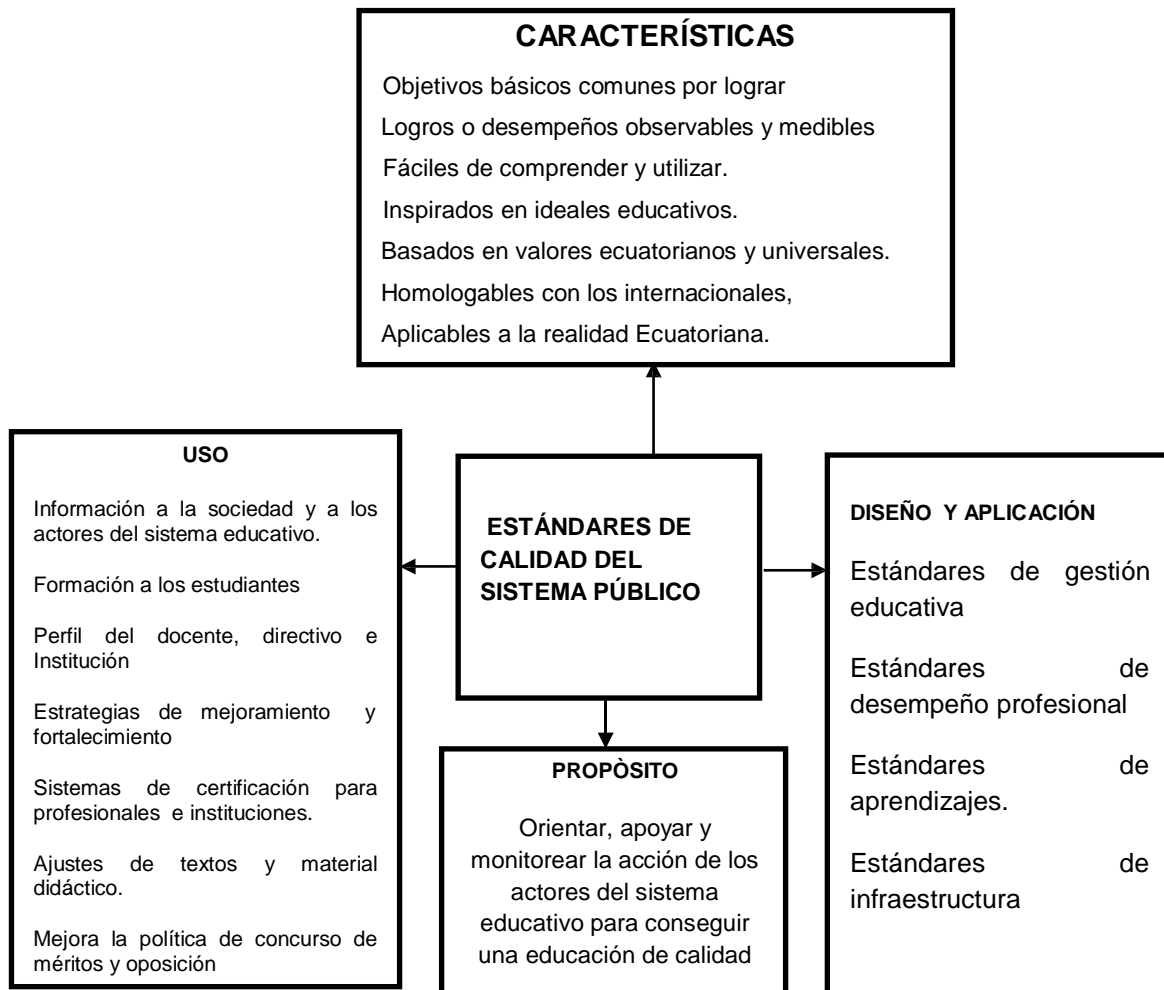 CARACTERÍSTICAS
Objetivos básicos comunes por lograr
Logros o desempeños observables y medibles
Fáciles de comprender y utilizar.
Inspirados en ideales educativos.
Basados en valores ecuatorianos y universales.
Homologables con los internacionales,
Aplicables a la realidad Ecuatoriana.
USO
Información a la sociedad y a los
actores del sistema educativo.
Formación a los estudiantes
Perfil del docente, directivo e
Institución
Estrategias de mejoramiento y
fortalecimiento
Sistemas de certificación para
profesionales e instituciones.
Ajustes de textos y material
didáctico.
Mejora la política de concurso de
méritos y oposición
ESTÁNDARES DE
CALIDAD DEL
SISTEMA PÚBLICO
PROPÒSITO
Orientar, apoyar y
monitorear la acción de los
actores del sistema
educativo para conseguir
una educación de calidad
DISEÑO Y APLICACIÓN
Estándares de gestión
educativa
Estándares de
desempeño profesional
Estándares de
aprendizajes.
Estándares de
infraestructura